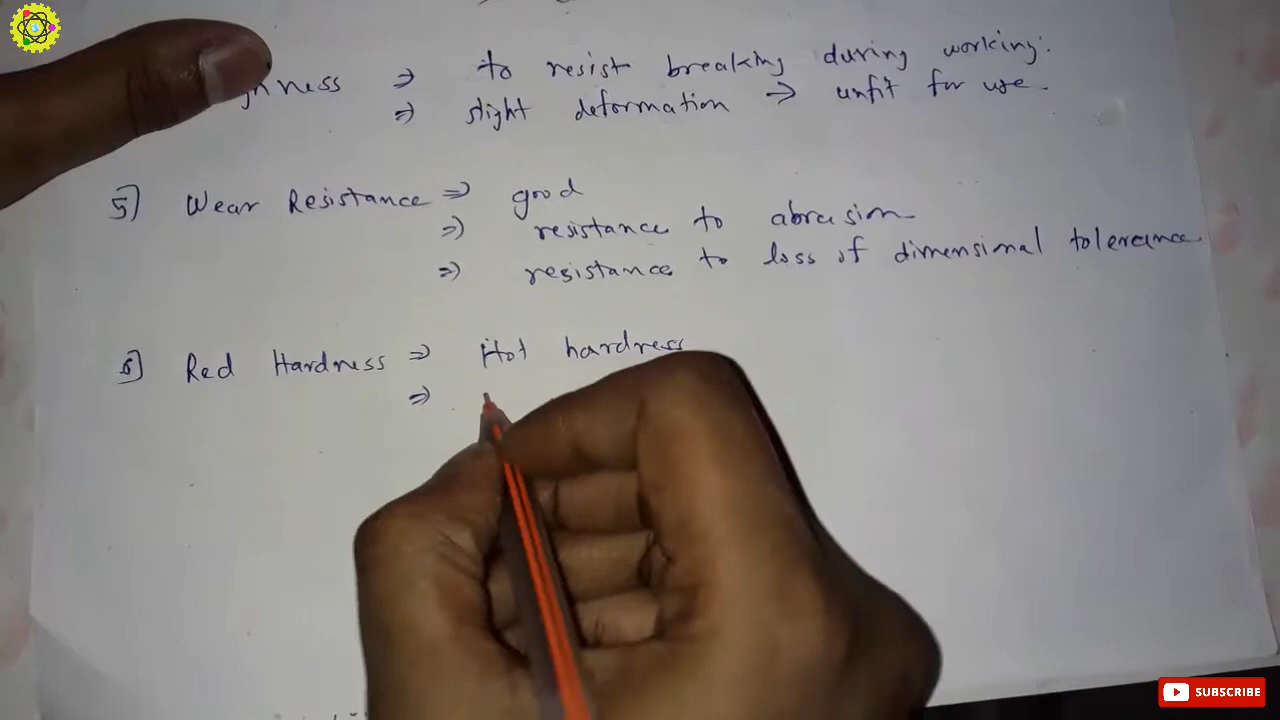 ⇒ to resist breaking during working.
⇒ slight deformation → unfit for use.
5] Wear Resistance ⇒ good
⇒ resistance to abrasion
⇒ resistance to loss of dimensional tolerance
6] Red Hardness ⇒ Hot hardness
⇒
SUBSCRIBE